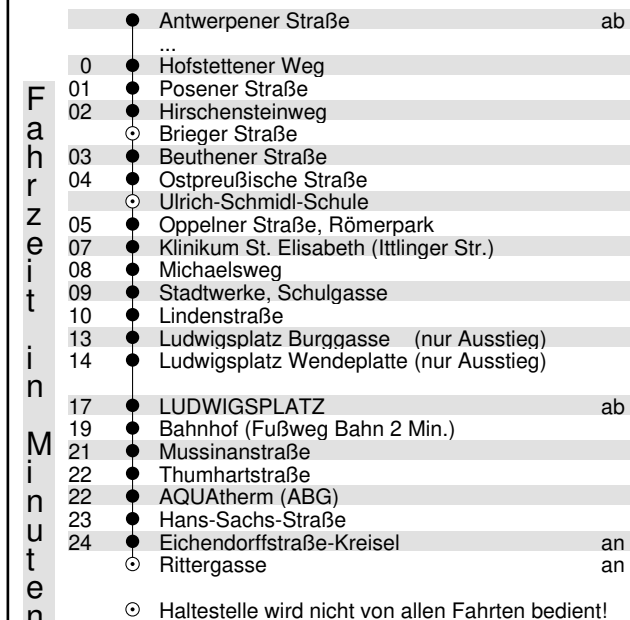 Antwerpener Straße ab
...
0 Hofstettener Weg
01 Posener Straße
02 Hirschensteinweg
Brieger Straße
03 Beuthener Straße
04 Ostpreußische Straße
Ulrich-Schmidl-Schule
05 Oppelner Straße, Römerpark
07 Klinikum St. Elisabeth (Ittlinger Str.)
08 Michaelsweg
09 Stadtwerke, Schulgasse
10 Lindenstraße
13 Ludwigsplatz Burggasse (nur Ausstieg)
14 Ludwigsplatz Wendeplatte (nur Ausstieg)
17 LUDWIGSPLATZ ab
19 Bahnhof (Fußweg Bahn 2 Min.)
21 Mussinanstraße
22 Thumhartstraße
22 AQUAtherm (ABG)
23 Hans-Sachs-Straße
24 Eichendorffstraße-Kreisel an
Rittergasse an
Haltestelle wird nicht von allen Fahrten bedient!
Fahrzeit in Minuten